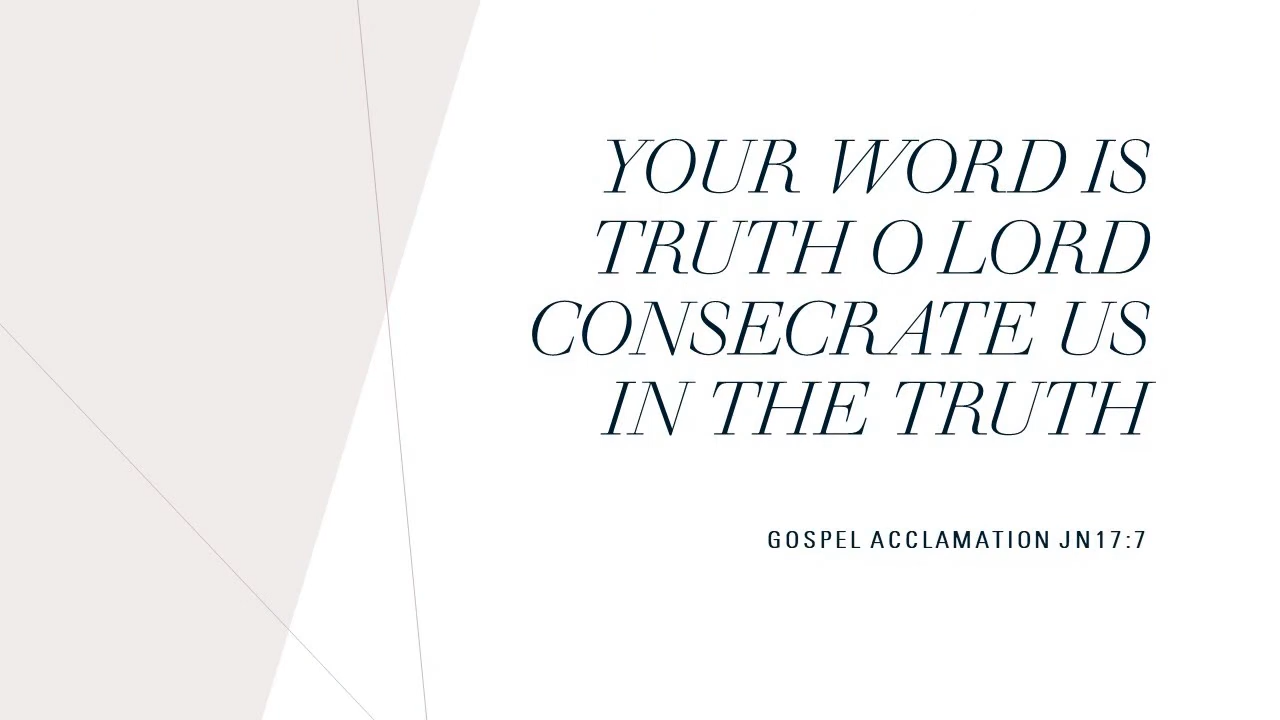 YOUR WORD IS
TRUTH O LORD
CONSECRATE US
IN THE TRUTH
GOSPEL ACCLAMATION JN17:7